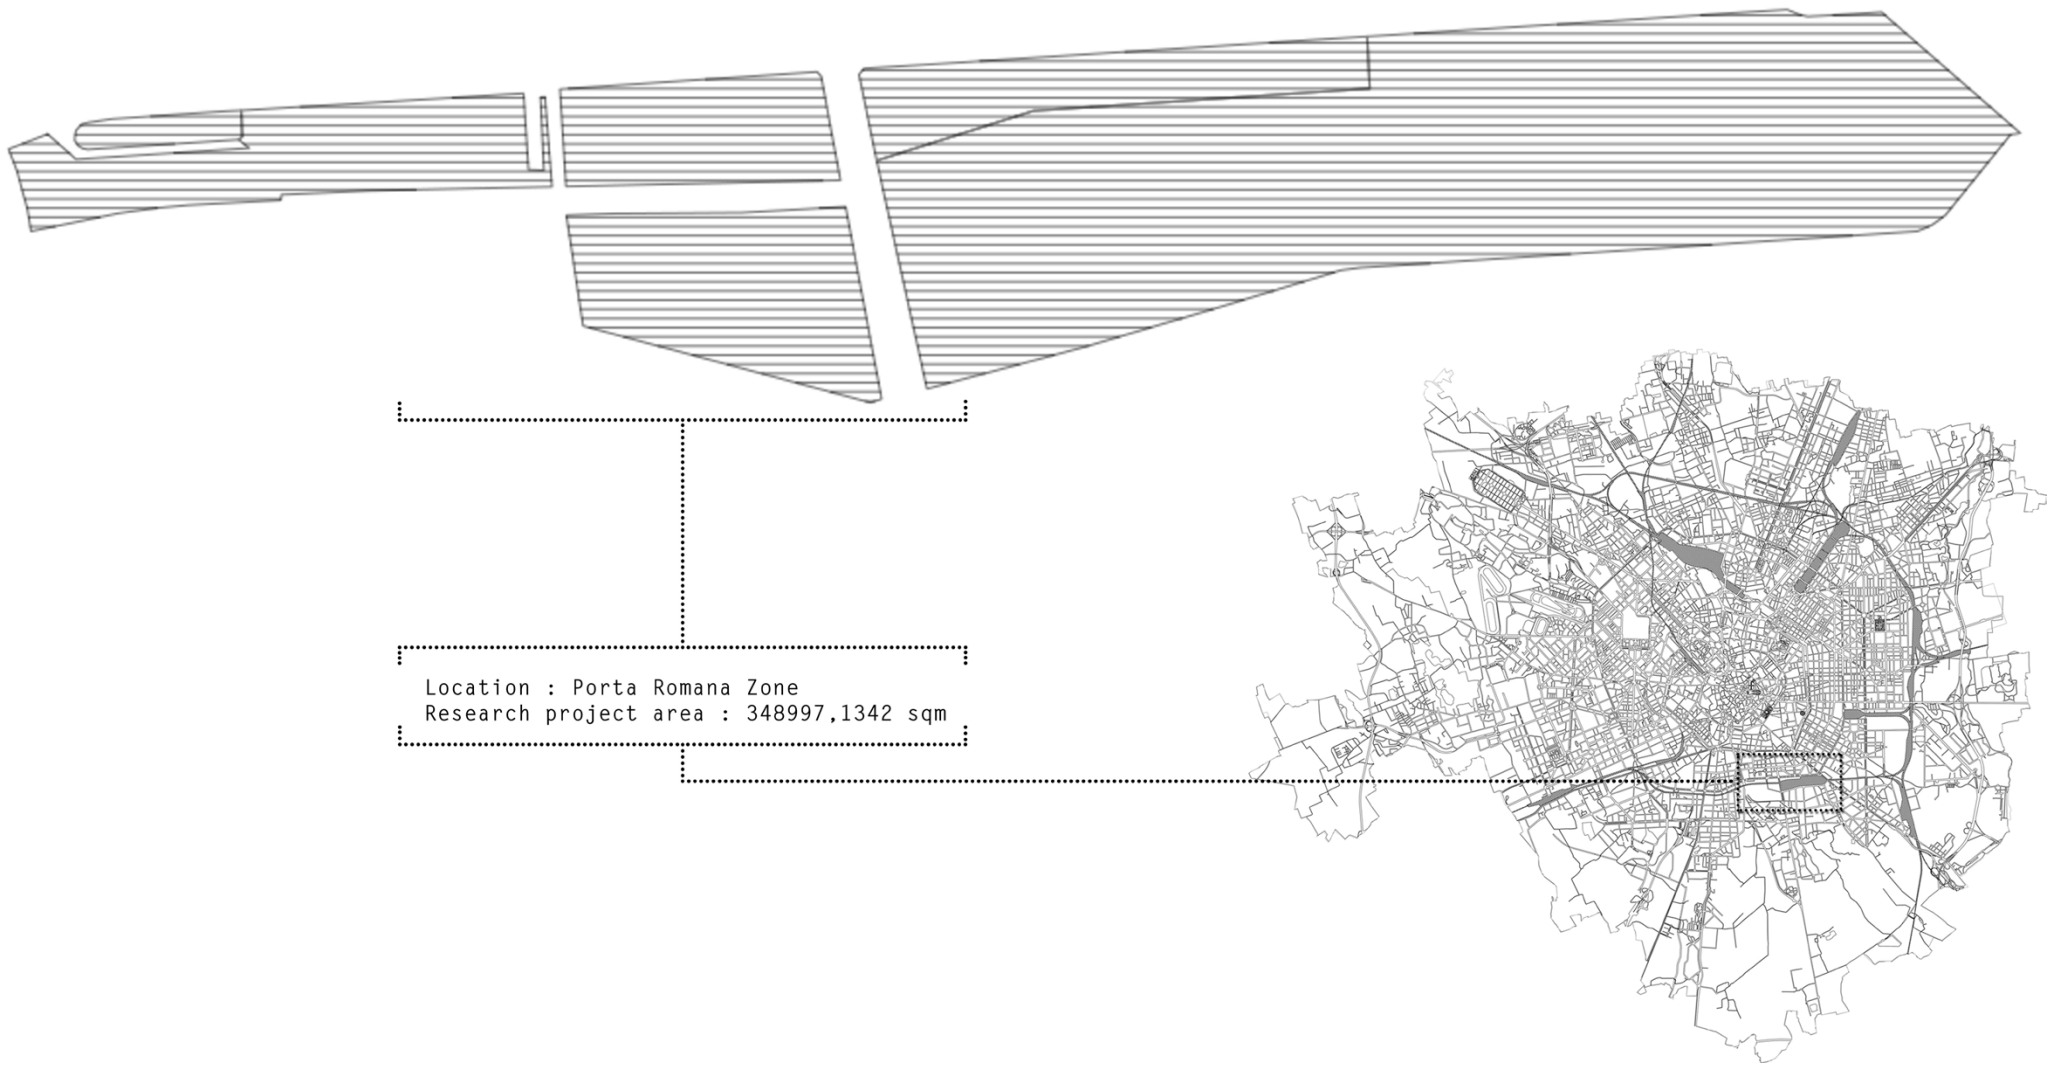 Location : Porta Romana Zone
Research project area : 348997,1342 sqm